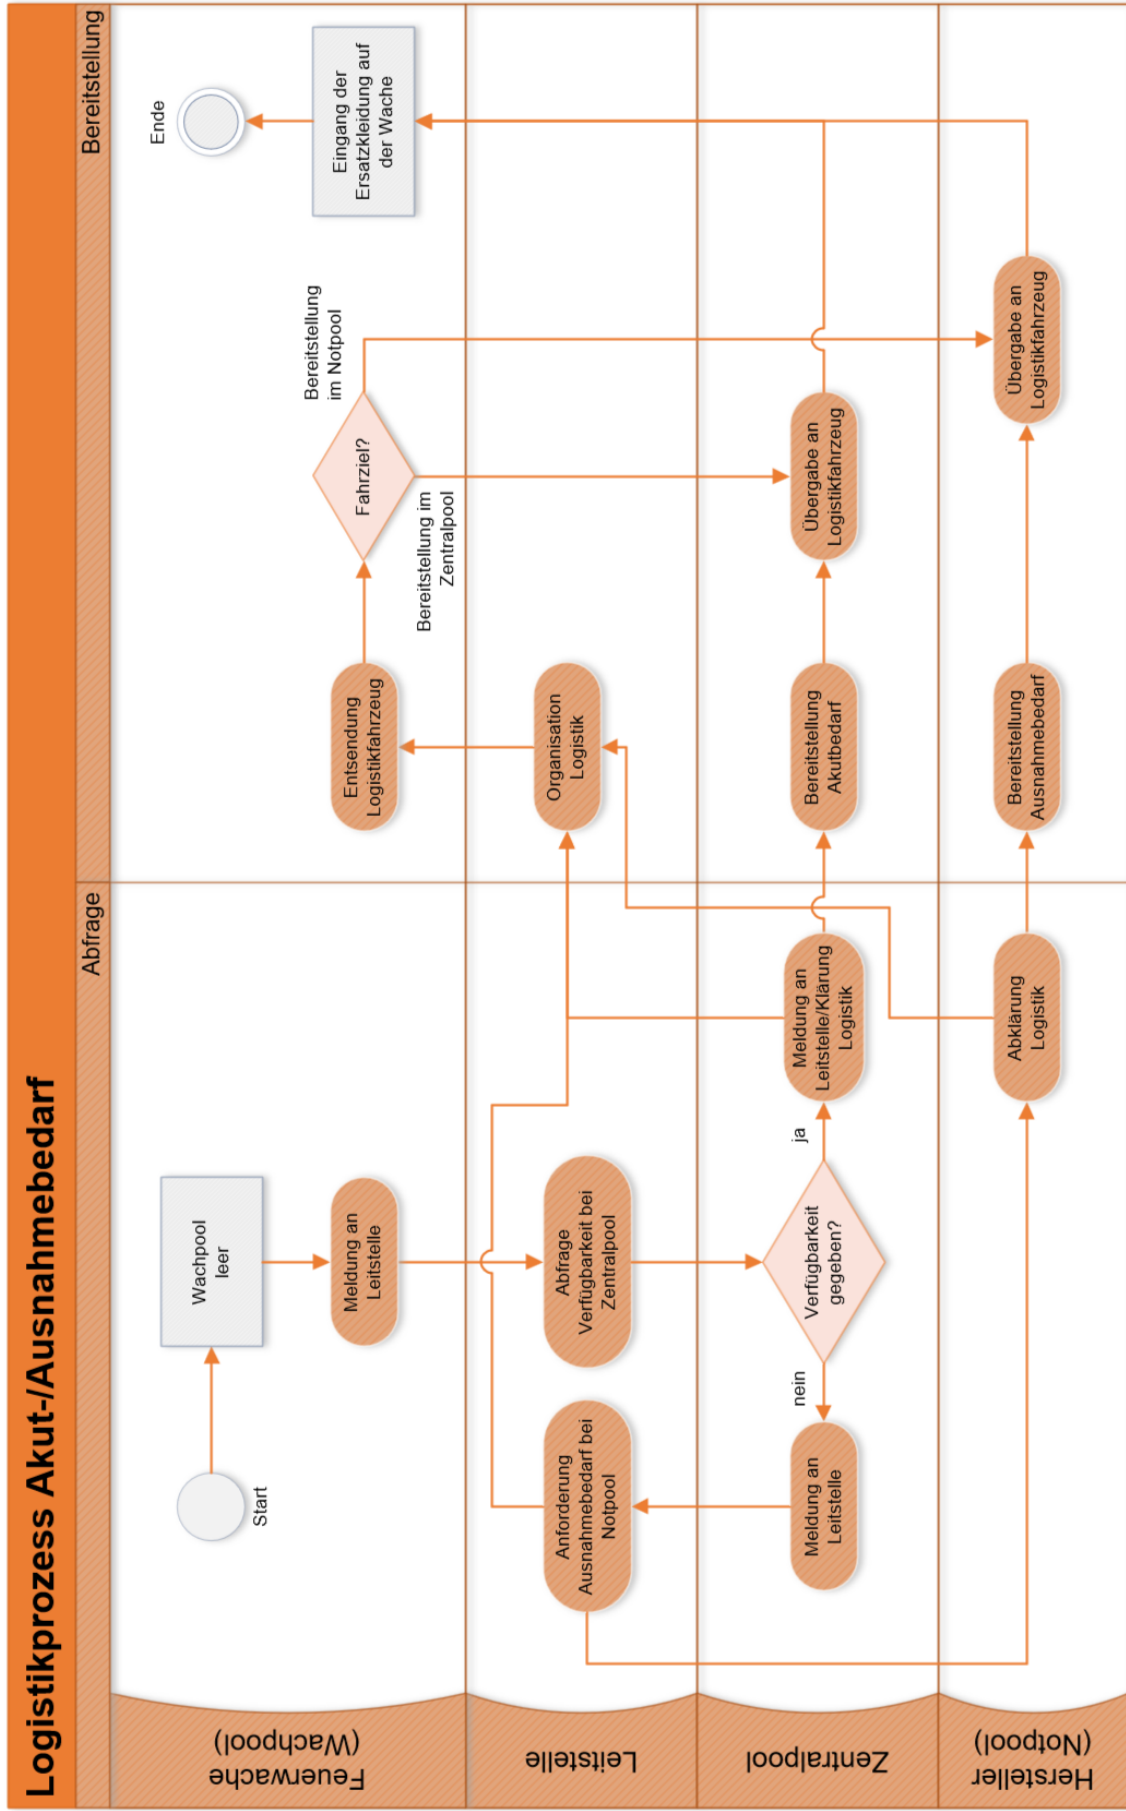 Logistikprozess Akut-/Ausnahmebedarf
Abfrage
Bereitstellung
Feuerwache
(Wachpool)
Start
Wachpool
leer
Meldung an
Leitstelle
Entsendung
Logistikfahrzeug
Fahrziel?
Bereitstellung
im Notpool
Bereitstellung im
Zentralpool
Eingang der
Ersatzkleidung auf
der Wache
Ende
Leitstelle
Anforderung
Ausnahmebedarf bei
Notpool
Abfrage
Verfügbarkeit bei
Zentralpool
Organisation
Logistik
Zentralpool
Meldung an
Leitstelle
nein
Verfügbarkeit
gegeben?
ja
Meldung an
Leitstelle/Klärung
Logistik
Bereitstellung
Akutbedarf
Übergabe an
Logistikfahrzeug
Hersteller
(Notpool)
Abklärung
Logistik
Bereitstellung
Ausnahmebedarf
Übergabe an
Logistikfahrzeug